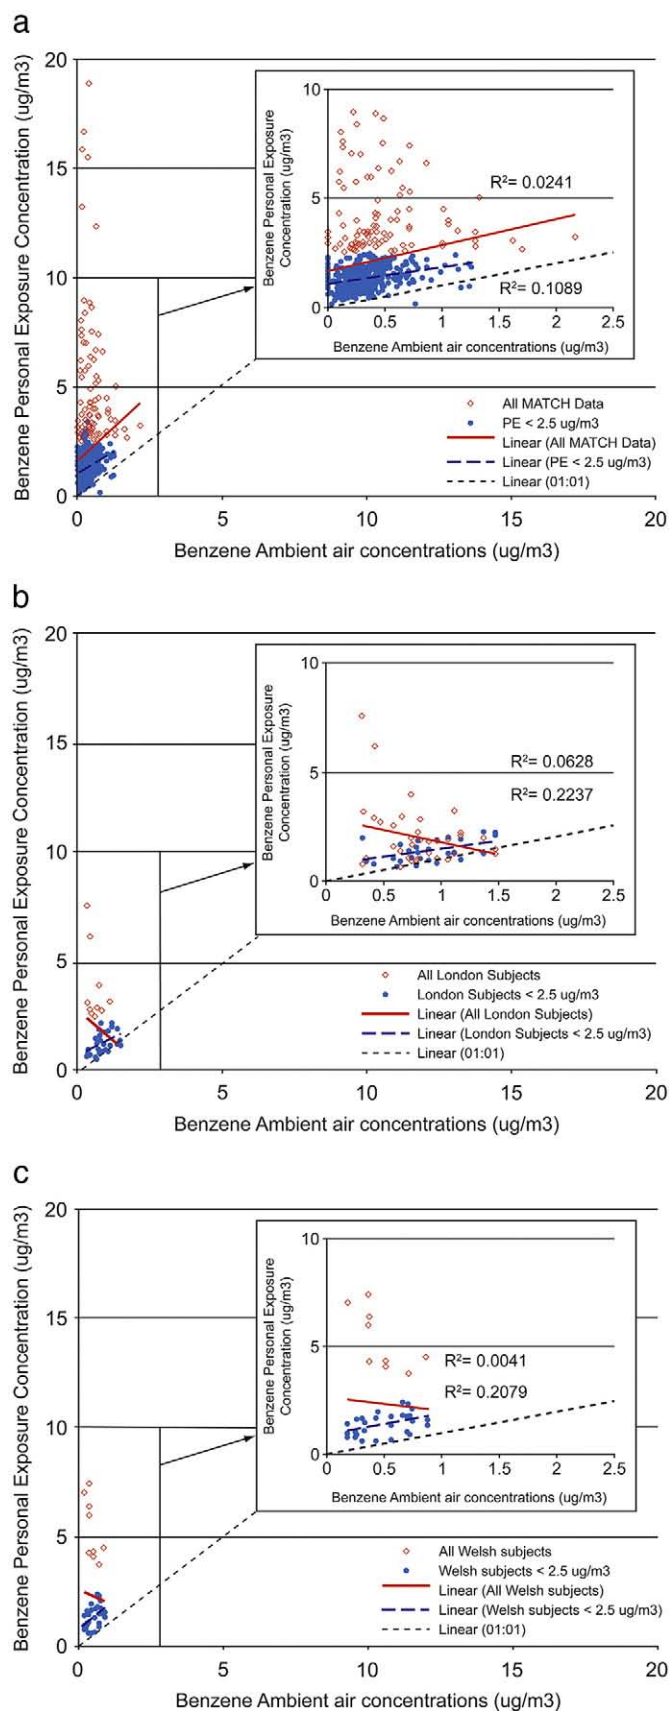 a
Benzene Personal Exposure Concentration (ug/m3)
20
15
10
5
0
0 5 10 15 20
Benzene Ambient air concentrations (ug/m3)
Benzene Personal Exposure
Concentration (ug/m3)
10
5
0
R²= 0.0241
R²= 0.1089
0 0.5 1 1.5 2 2.5
Benzene Ambient air concentrations (ug/m3)
All MATCH Data
PE < 2.5 ug/m3
Linear (All MATCH Data)
Linear (PE < 2.5 ug/m3)
Linear (01:01)
b
Benzene Personal Exposure Concentration (ug/m3)
20
15
10
5
0
0 5 10 15 20
Benzene Ambient air concentrations (ug/m3)
Benzene Personal Exposure
Concentration (ug/m3)
10
5
0
R²= 0.0628
R²= 0.2237
0 0.5 1 1.5 2 2.5
Benzene Ambient air concentrations (ug/m3)
All London Subjects
London Subjects < 2.5 ug/m3
Linear (All London Subjects)
Linear (London Subjects < 2.5 ug/m3)
Linear (01:01)
c
Benzene Personal Exposure Concentration (ug/m3)
20
15
10
5
0
0 5 10 15 20
Benzene Ambient air concentrations (ug/m3)
Benzene Personal Exposure
Concentration (ug/m3)
10
5
0
R²= 0.0041
R²= 0.2079
0 0.5 1 1.5 2 2.5
Benzene Ambient air concentrations (ug/m3)
All Welsh subjects
Welsh subjects < 2.5 ug/m3
Linear (All Welsh subjects)
Linear (Welsh subjects < 2.5 ug/m3)
Linear (01:01)